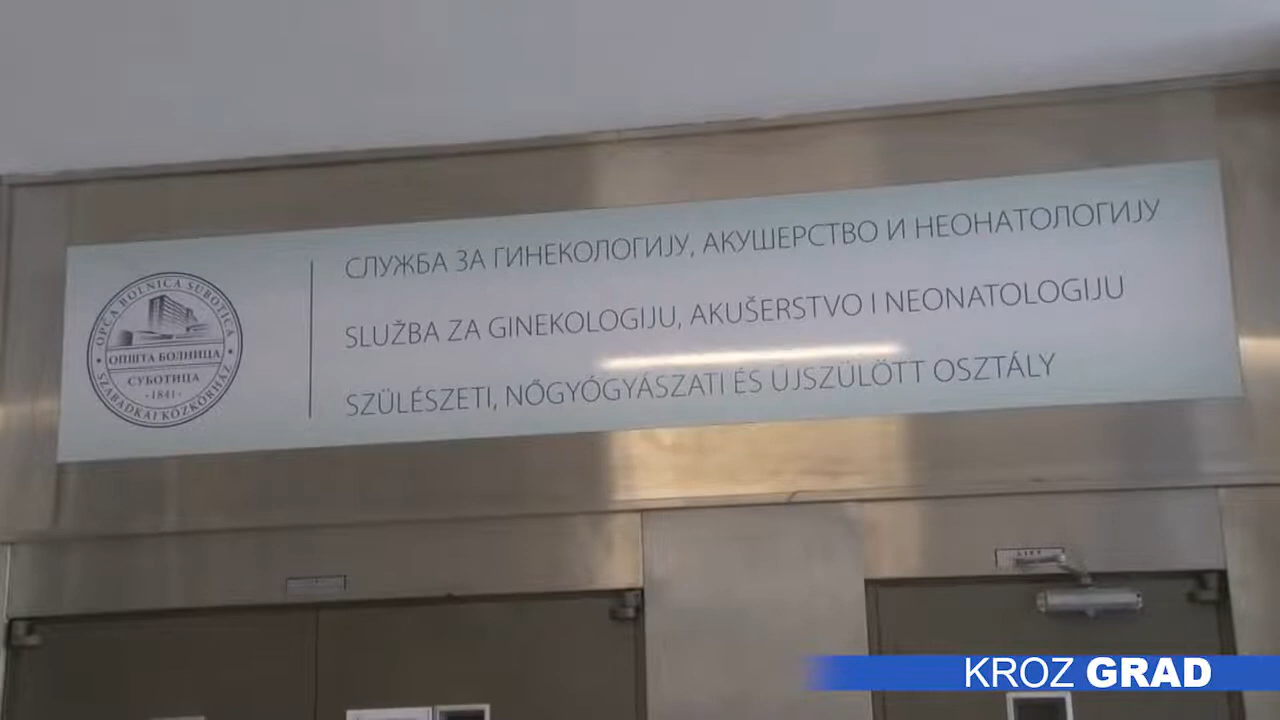 OPĆA BOLNICA SUBOTICA
ОПШТА БОЛНИЦА
СУБОТИЦА
·1841·
SZABADKAI KÖZKÓRHÁZ
СЛУЖБА ЗА ГИНЕКОЛОГИЈУ, АКУШЕРСТВО И НЕОНАТОЛОГИЈУ
SLUŽBA ZA GINEKOLOGIJU, AKUŠERSTVO I NEONATOLOGIJU
SZÜLÉSZETI, NŐGYÓGYÁSZATI ÉS ÚJSZÜLÖTT OSZTÁLY
LIFT
KROZ GRAD